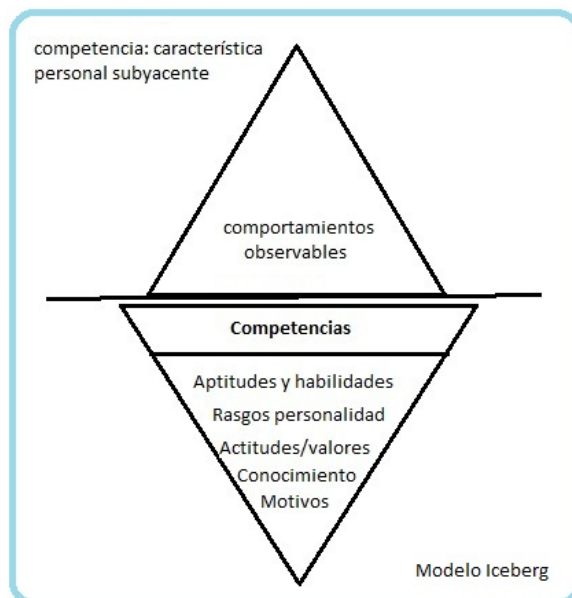 competencia: característica
personal subyacente
comportamientos
observables
Competencias
Aptitudes y habilidades
Rasgos personalidad
Actitudes/valores
Conocimiento
Motivos
Modelo Iceberg